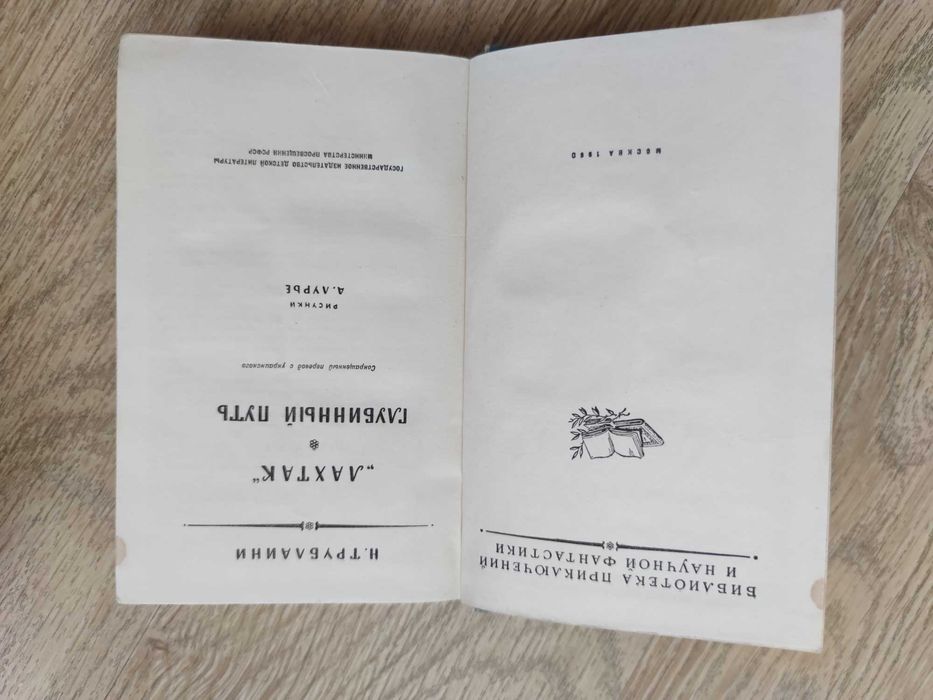 БИБЛИОТЕКА ПРИКЛЮЧЕНИЙ
И НАУЧНОЙ ФАНТАСТИКИ
МОСКВА 1960
Н. ТРУБЛАИНИ
„ЛАХТАК“
ГЛУБИННЫЙ ПУТЬ
Сокращенный перевод с украинского
РИСУНКИ
А. ЛУРЬЕ
ГОСУДАРСТВЕННОЕ ИЗДАТЕЛЬСТВО ДЕТСКОЙ ЛИТЕРАТУРЫ
МИНИСТЕРСТВА ПРОСВЕЩЕНИЯ РСФСР